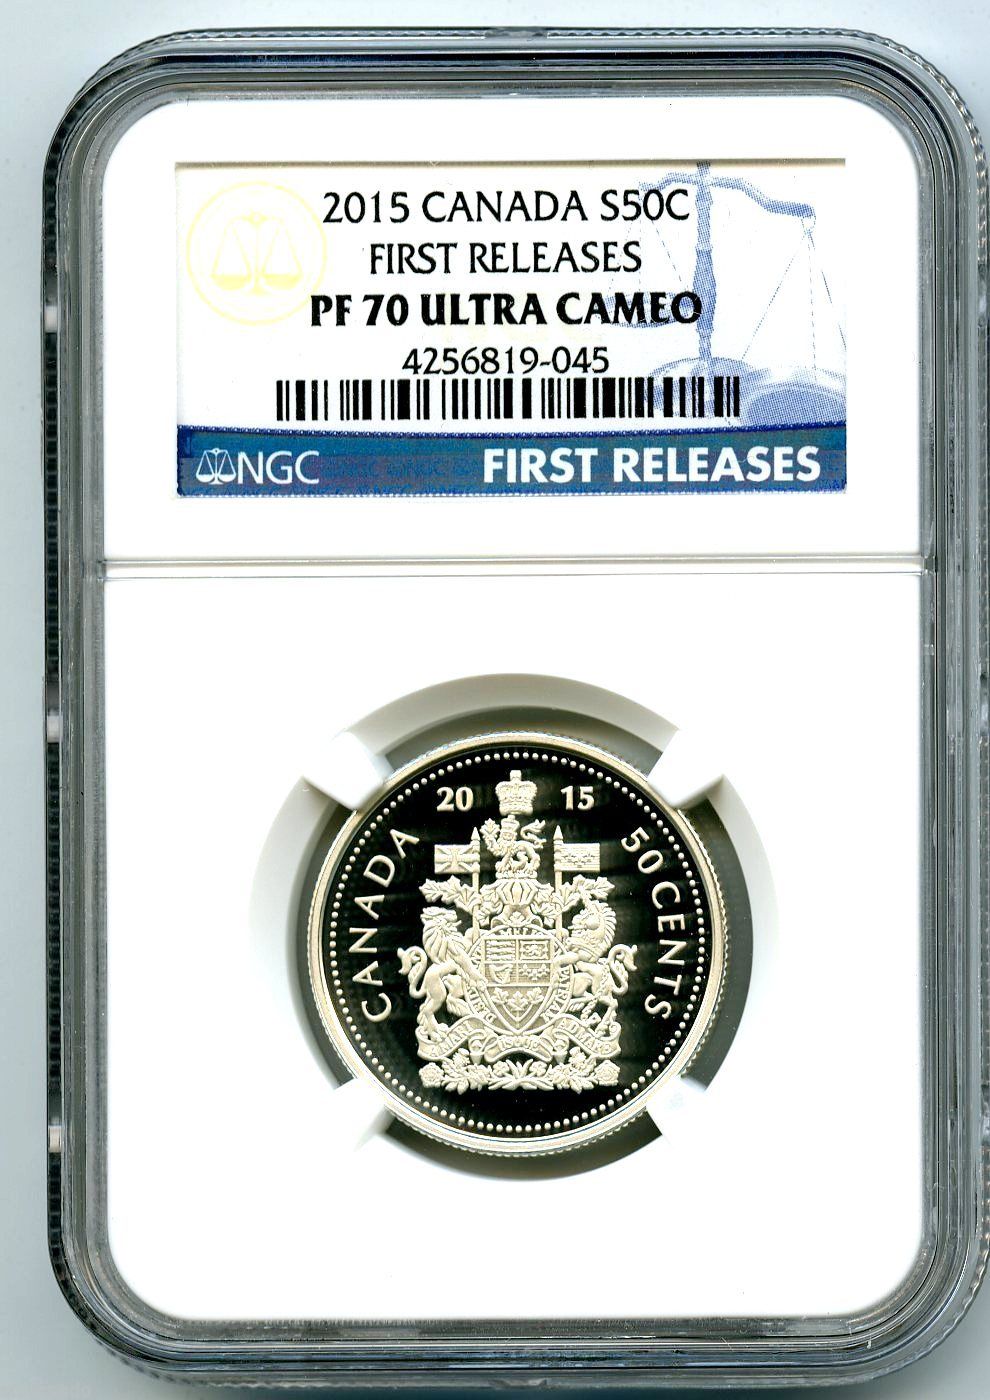 2015 CANADA S50C
FIRST RELEASES
PF 70 ULTRA CAMEO
4256819-045
NGC
FIRST RELEASES
20 15
CANADA
50 CENTS